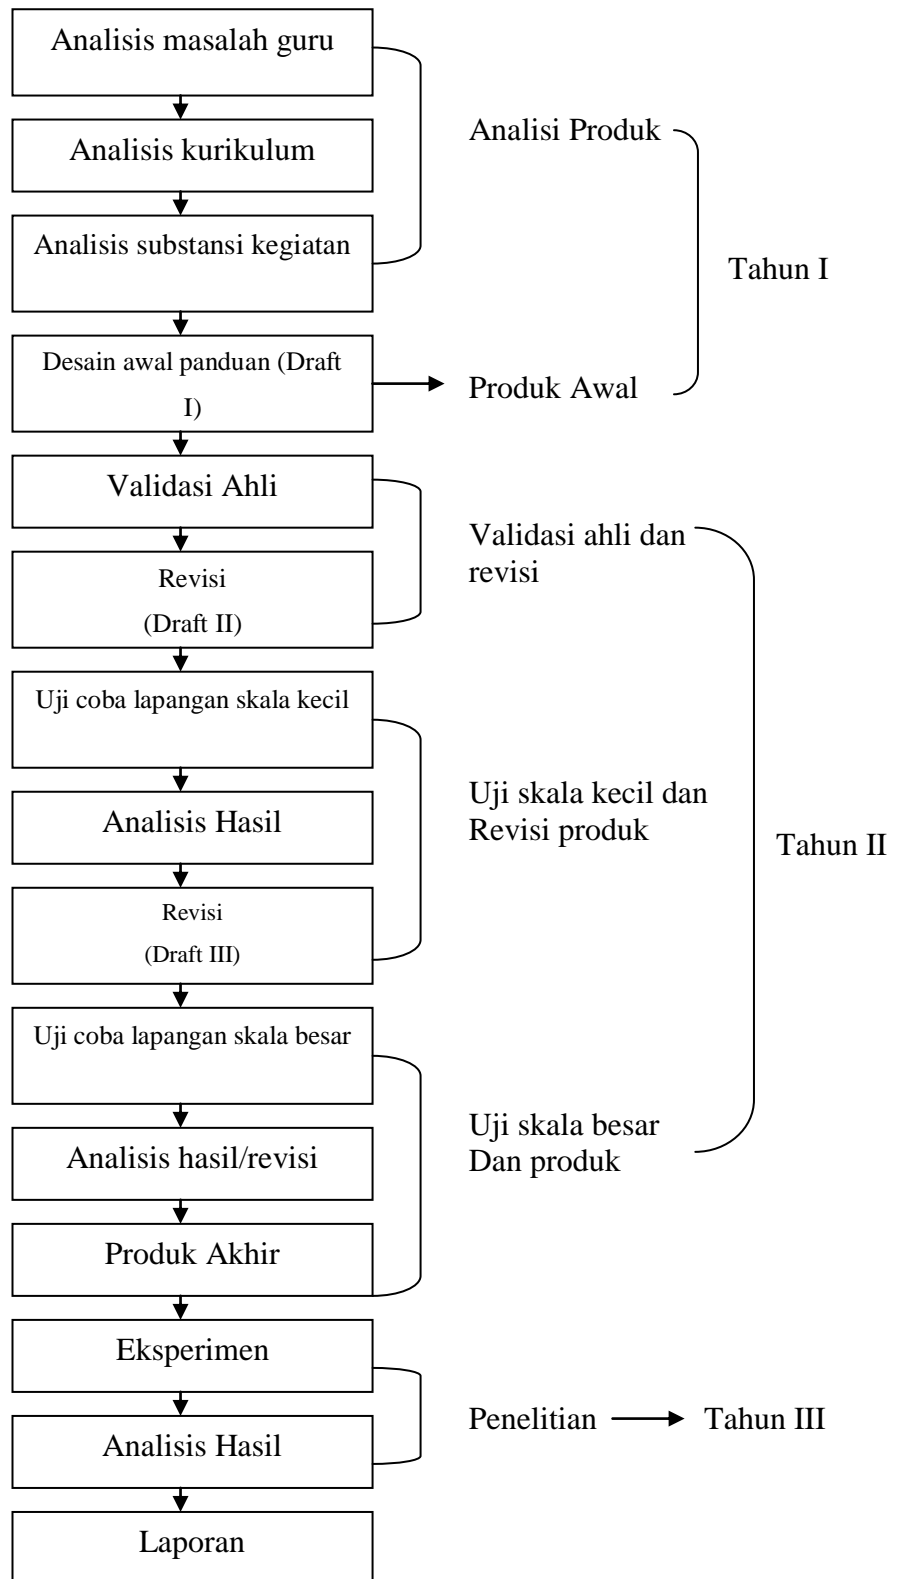 Analisis masalah guru
Analisis kurikulum
Analisi Produk
Analisis substansi kegiatan
Tahun I
Desain awal panduan (Draft
I)
Produk Awal
Validasi Ahli
Validasi ahli dan
revisi
Revisi
(Draft II)
Uji coba lapangan skala kecil
Analisis Hasil
Uji skala kecil dan
Revisi produk
Tahun II
Revisi
(Draft III)
Uji coba lapangan skala besar
Analisis hasil/revisi
Uji skala besar
Dan produk
Produk Akhir
Eksperimen
Penelitian
Tahun III
Analisis Hasil
Laporan